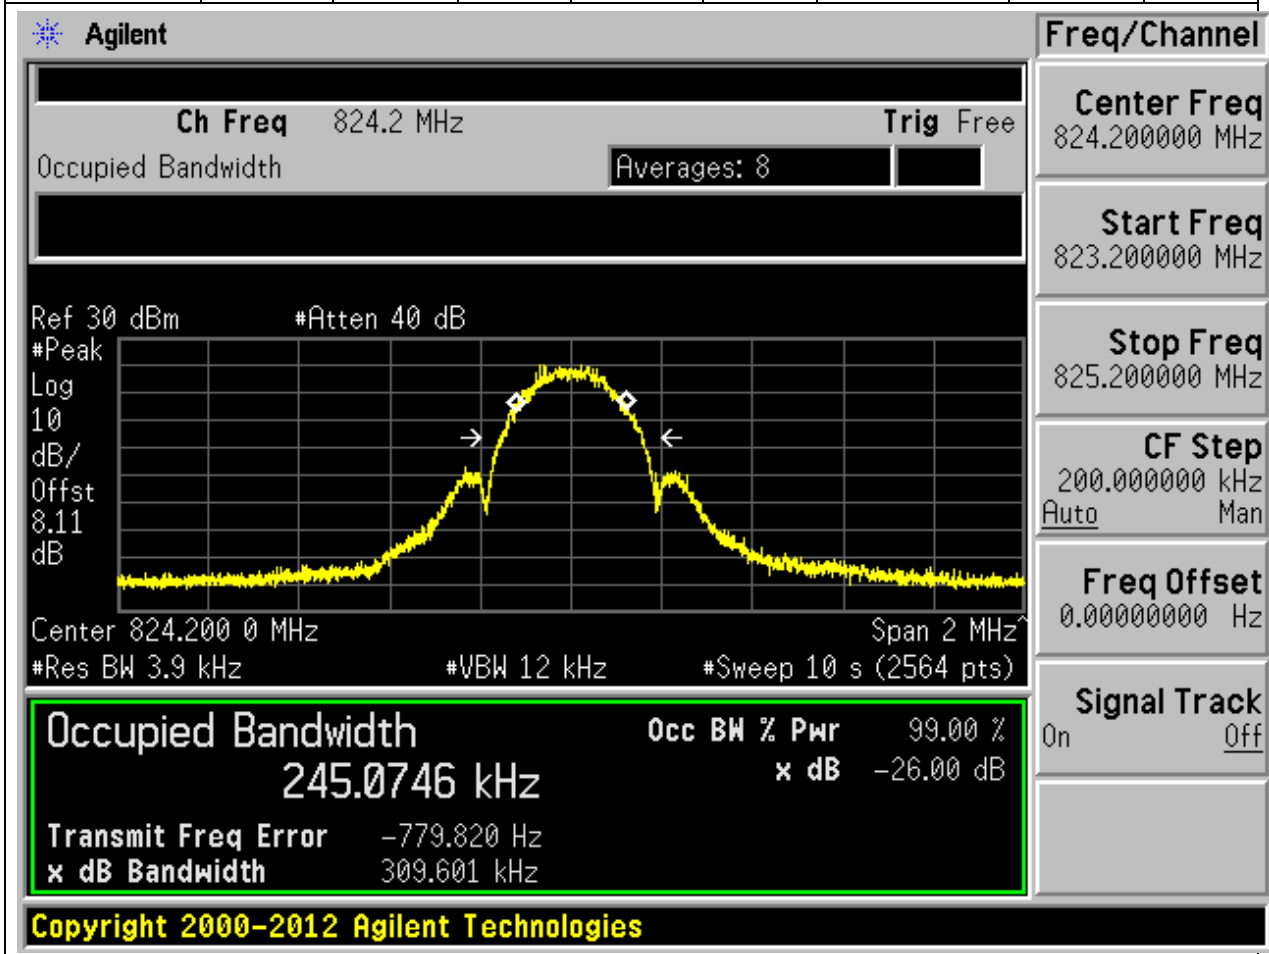 Agilent
Freq/Channel
Ch Freq 824.2 MHz Trig Free
Occupied Bandwidth Averages: 8
Ref 30 dBm #Atten 40 dB
#Peak
Log
10
dB/
Offst
8.11
dB
Center 824.200 0 MHz Span 2 MHz^
#Res BW 3.9 kHz #VBW 12 kHz #Sweep 10 s (2564 pts)
Occupied Bandwidth
245.0746 kHz
Occ BW % Pwr 99.00 %
x dB -26.00 dB
Transmit Freq Error -779.820 Hz
x dB Bandwidth 309.601 kHz
Copyright 2000-2012 Agilent Technologies
Center Freq
824.200000 MHz
Start Freq
823.200000 MHz
Stop Freq
825.200000 MHz
CF Step
200.000000 kHz
Auto Man
Freq Offset
0.00000000 Hz
Signal Track
On Off